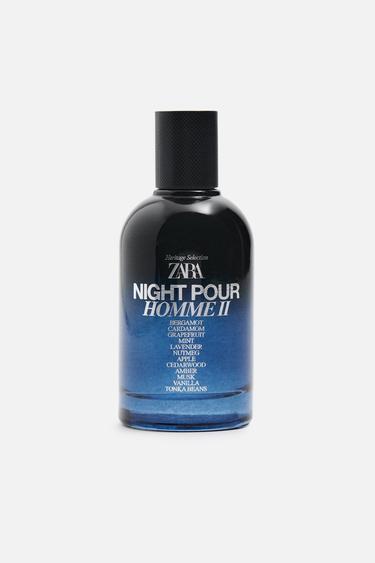 Heritage Selection
ZARA
NIGHT POUR
HOMME II
BERGAMOT
CARDAMOM
GRAPEFRUIT
MINT
LAVENDER
NUTMEG
APPLE
CEDARWOOD
AMBER
MUSK
VANILLA
TONKA BEANS